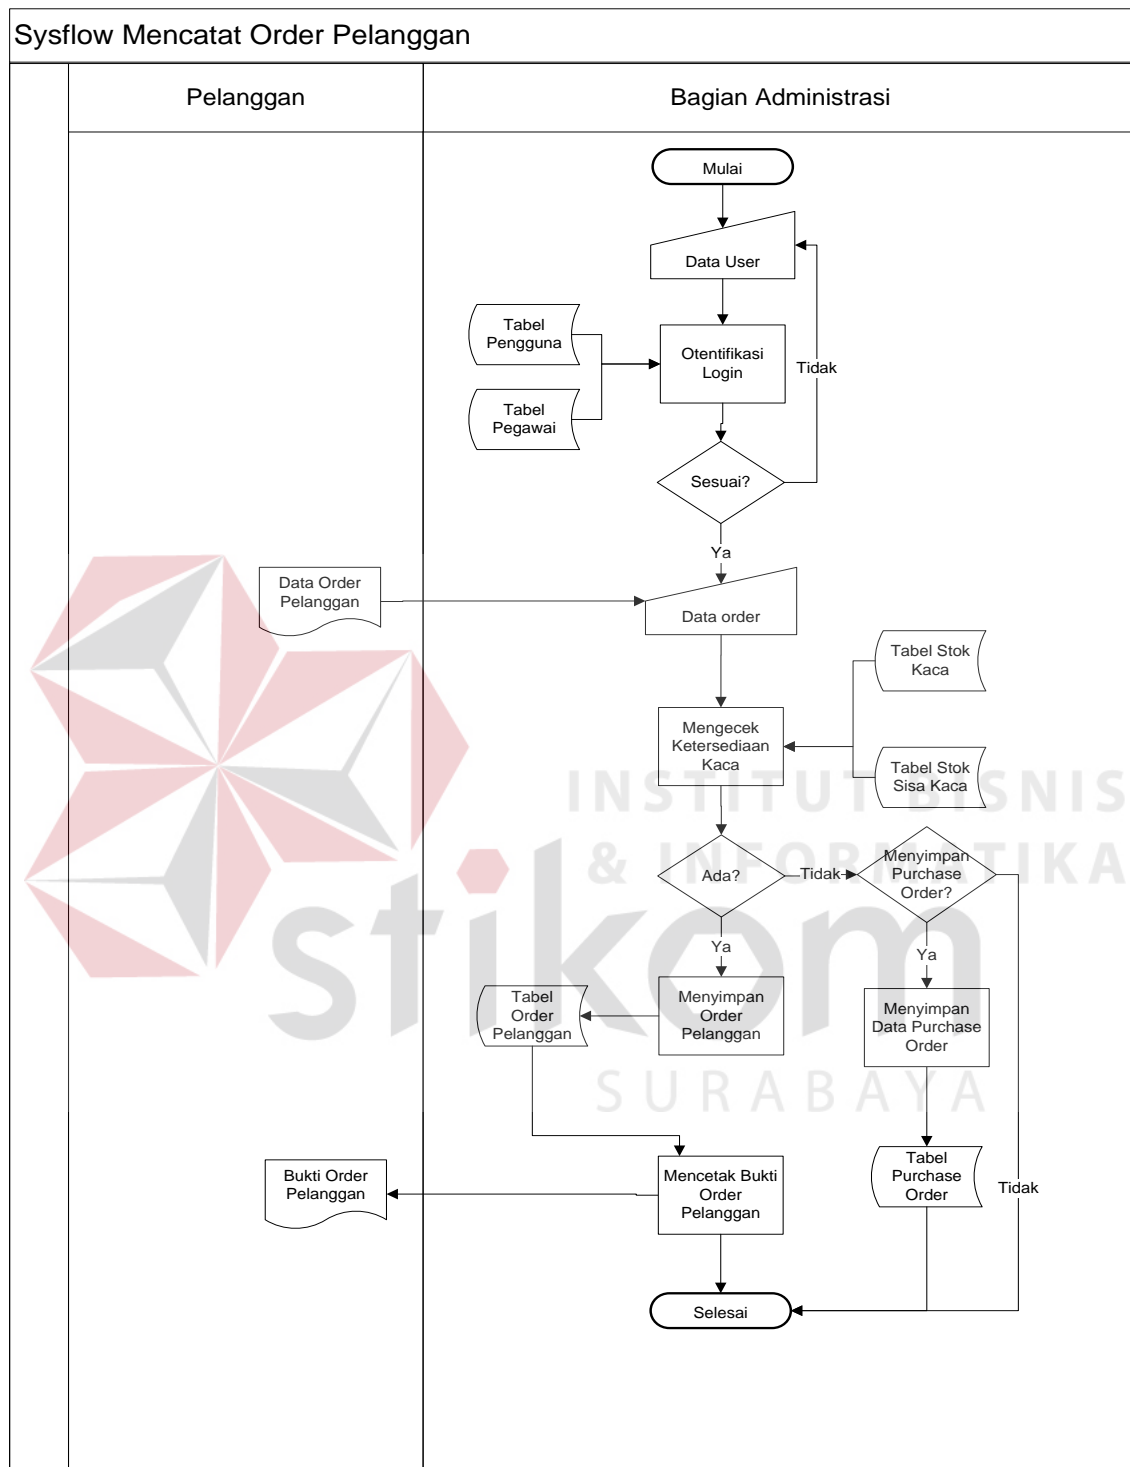 Sysflow Mencatat Order Pelanggan
Pelanggan
Bagian Administrasi
Mulai
Data User
Tabel
Pengguna
Otentifikasi
Login
Tidak
Tabel
Pegawai
Sesuai?
Ya
Data Order
Pelanggan
Data order
Tabel Stok
Kaca
Mengecek
Ketersediaan
Kaca
Tabel Stok
Sisa Kaca
INSTITUT BISNIS
& INFORMATIKA
stikom
SURABAYA
Ada?
Tidak
Menyimpan
Purchase
Order?
Ya
Ya
Tabel
Order
Pelanggan
Menyimpan
Order
Pelanggan
Menyimpan
Data Purchase
Order
Bukti Order
Pelanggan
Mencetak Bukti
Order
Pelanggan
Tabel
Purchase
Order
Tidak
Selesai